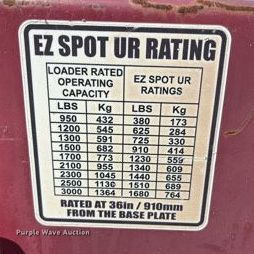 EZ SPOT UR RATING
LOADER RATED OPERATING CAPACITY EZ SPOT UR RATINGS
LBS Kg LBS Kg
950 432 380 173
1200 545 625 284
1300 591 725 330
1500 682 910 414
1700 773 1230 559
2100 955 1340 609
2300 1045 1440 655
2500 1130 1510 689
3000 1364 1680 764
RATED AT 36in / 910mm
FROM THE BASE PLATE
Purple Wave Auction